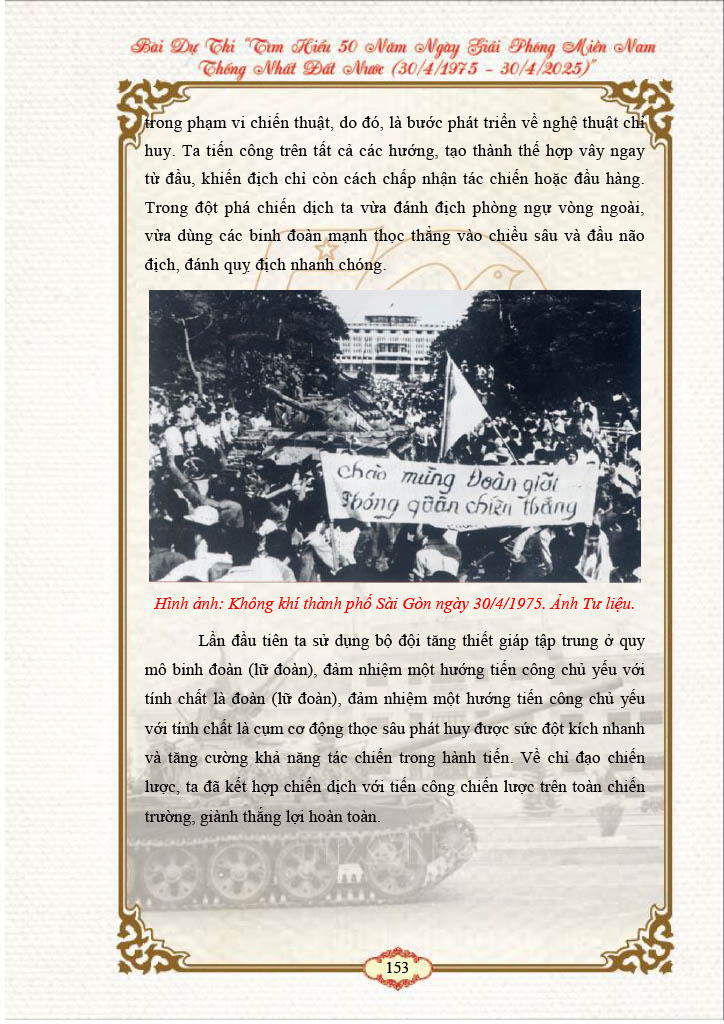 Bài Dự Thi "Tìm Hiểu 50 Năm Ngày Giải Phóng Miền Nam
Thống Nhất Đất Nước (30/4/1975 - 30/4/2025)"
trong phạm vi chiến thuật, do đó, là bước phát triển về nghệ thuật chỉ
huy. Ta tiến công trên tất cả các hướng, tạo thành thế hợp vây ngay
từ đầu, khiến địch chỉ còn cách chấp nhận tác chiến hoặc đầu hàng.
Trong đột phá chiến dịch ta vừa đánh địch phòng ngự vòng ngoài,
vừa dùng các binh đoàn mạnh thọc thẳng vào chiều sâu và đầu não
địch, đánh quỵ địch nhanh chóng.
Chào mừng Đoàn giải
Phóng quân chiến thắng
Hình ảnh: Không khí thành phố Sài Gòn ngày 30/4/1975. Ảnh Tư liệu.
Lần đầu tiên ta sử dụng bộ đội tăng thiết giáp tập trung ở quy
mô binh đoàn (lữ đoàn), đảm nhiệm một hướng tiến công chủ yếu với
tính chất là đoàn (lữ đoàn), đảm nhiệm một hướng tiến công chủ yếu
với tính chất là cụm cơ động thọc sâu phát huy được sức đột kích nhanh
và tăng cường khả năng tác chiến trong hành tiến. Về chỉ đạo chiến
lược, ta đã kết hợp chiến dịch với tiến công chiến lược trên toàn chiến
trường, giành thắng lợi hoàn toàn.
153